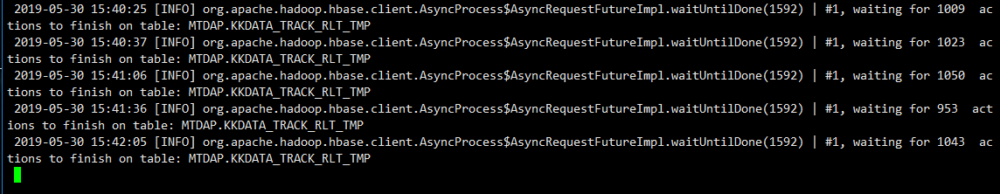 2019-05-30 15:40:25 [INFO] org.apache.hadoop.hbase.client.AsyncProcess$AsyncRequestFutureImpl.waitUntilDone(1592) | #1, waiting for 1009  ac
tions to finish on table: MTDAP.KKDATA_TRACK_RLT_TMP
2019-05-30 15:40:37 [INFO] org.apache.hadoop.hbase.client.AsyncProcess$AsyncRequestFutureImpl.waitUntilDone(1592) | #1, waiting for 1023  ac
tions to finish on table: MTDAP.KKDATA_TRACK_RLT_TMP
2019-05-30 15:41:06 [INFO] org.apache.hadoop.hbase.client.AsyncProcess$AsyncRequestFutureImpl.waitUntilDone(1592) | #1, waiting for 1050  ac
tions to finish on table: MTDAP.KKDATA_TRACK_RLT_TMP
2019-05-30 15:41:36 [INFO] org.apache.hadoop.hbase.client.AsyncProcess$AsyncRequestFutureImpl.waitUntilDone(1592) | #1, waiting for 953  act
ions to finish on table: MTDAP.KKDATA_TRACK_RLT_TMP
2019-05-30 15:42:05 [INFO] org.apache.hadoop.hbase.client.AsyncProcess$AsyncRequestFutureImpl.waitUntilDone(1592) | #1, waiting for 1043  ac
tions to finish on table: MTDAP.KKDATA_TRACK_RLT_TMP